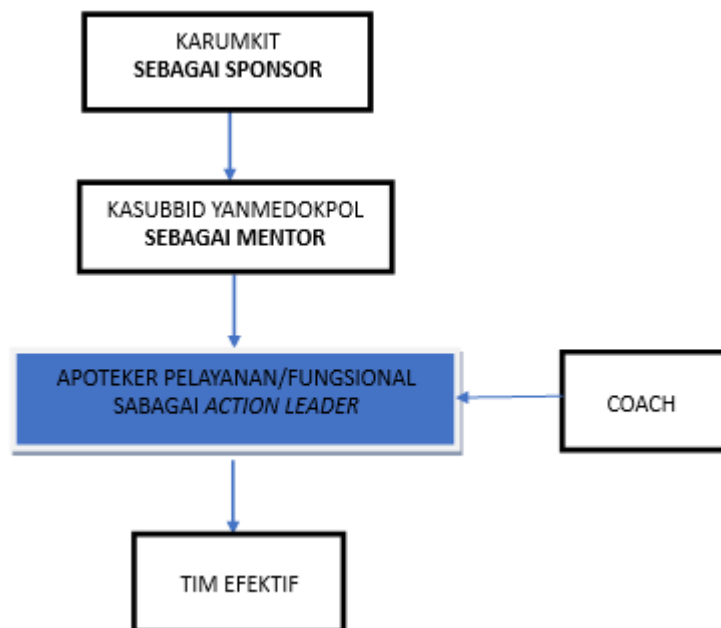 KARUMKIT
SEBAGAI SPONSOR
KASUBBID YANMEDOKPOL
SEBAGAI MENTOR
APOTEKER PELAYANAN/FUNGSIONAL
SABAGAI ACTION LEADER
COACH
TIM EFEKTIF